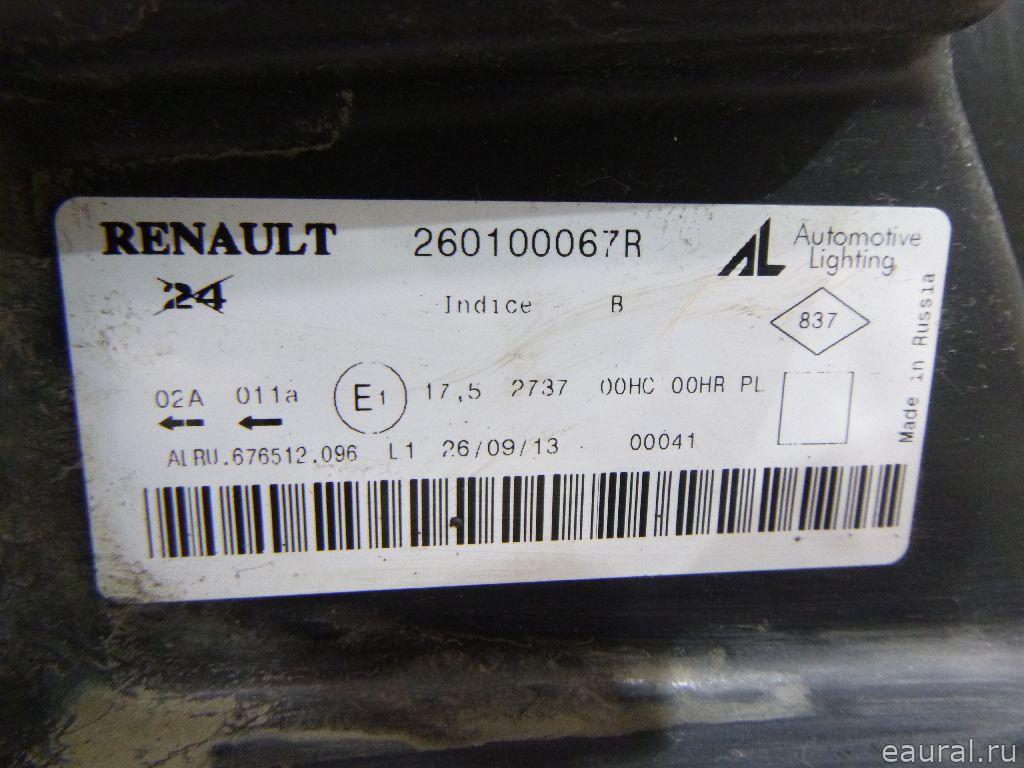 RENAULT 260100067R AL Automotive Lighting
24
Indice B
837
Made in Russia
02A 011a E1 17,5 2737 00HC 00HR PL
ALRU.676512.096 L1 26/09/13 00041
eaural.ru